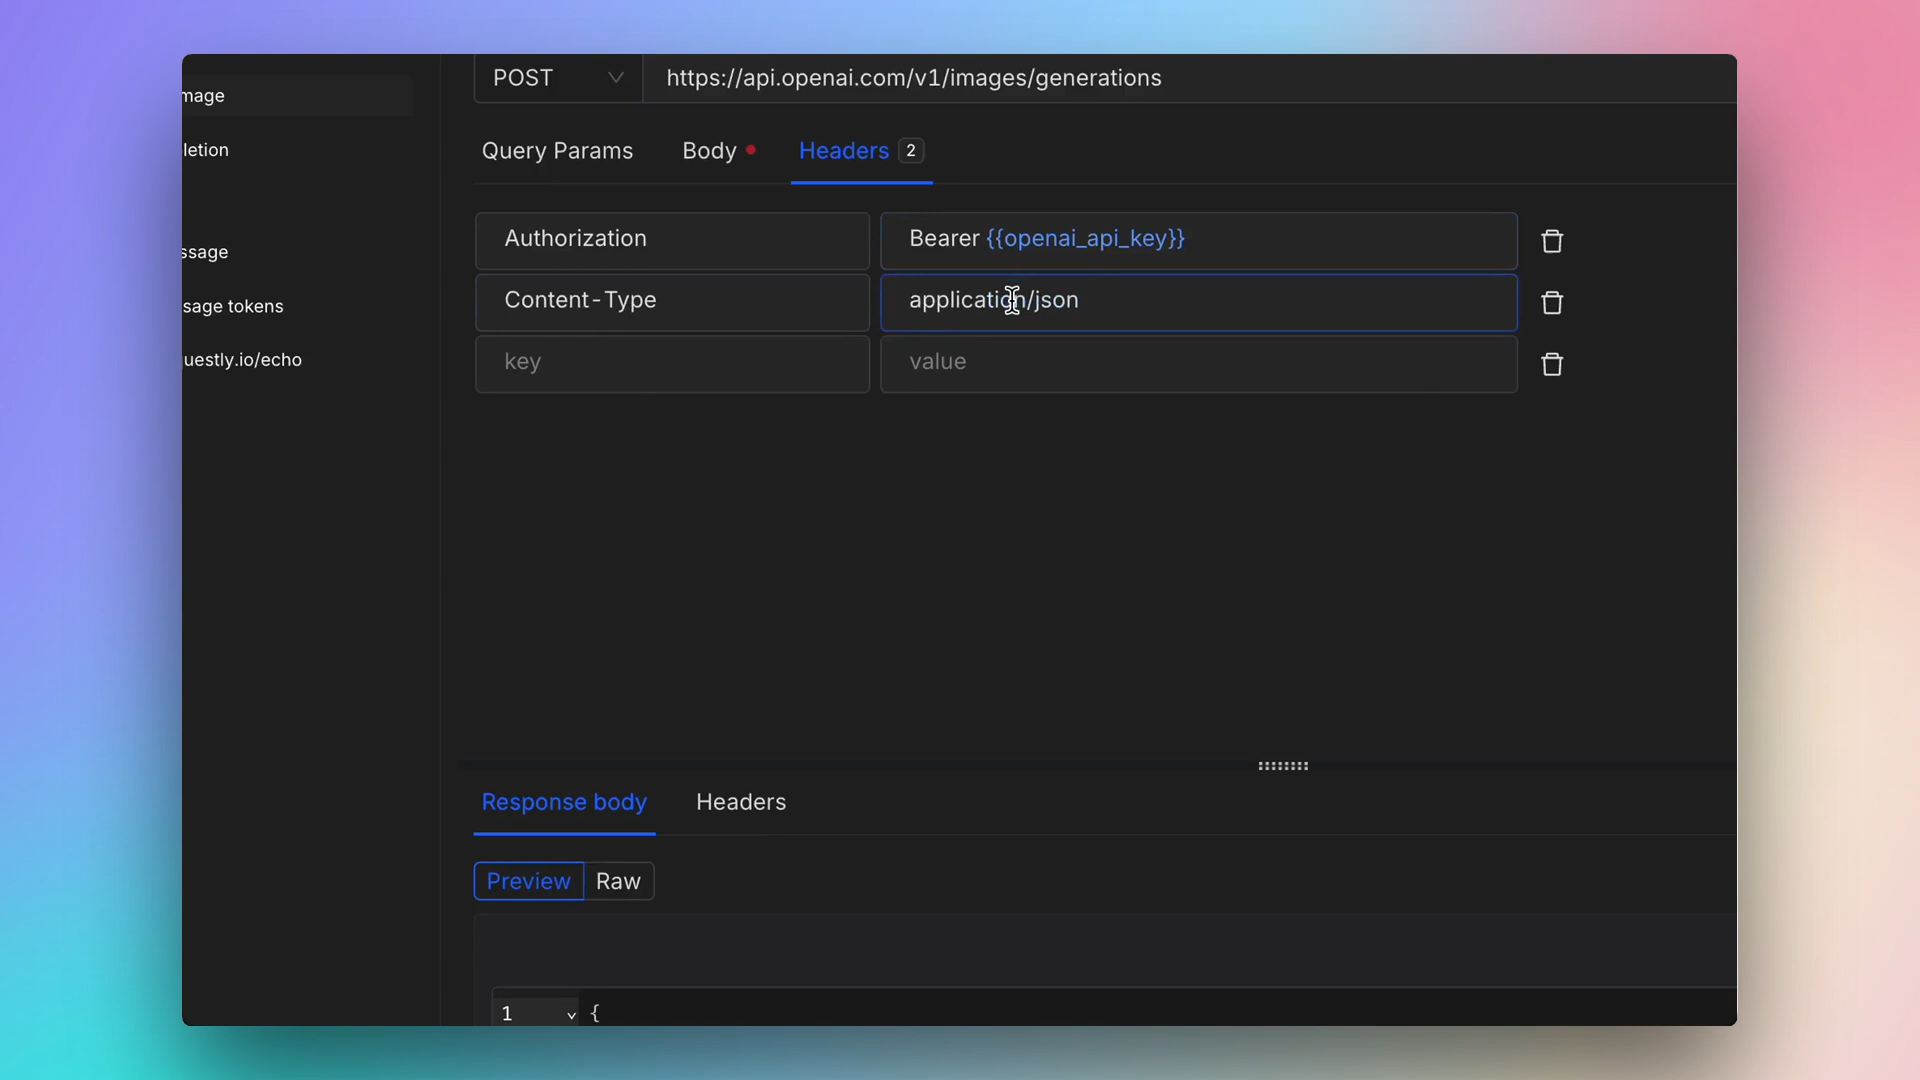 mage
letion
ssage
sage tokens
uestly.io/echo
POST
https://api.openai.com/v1/images/generations
Query Params
Body
Headers 2
Authorization
Bearer {{openai_api_key}}
Content-Type
application/json
key
value
Response body
Headers
Preview
Raw
1
{